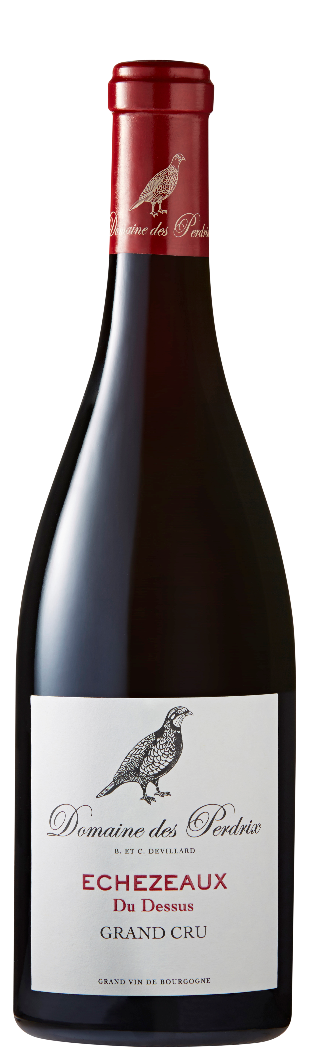 Domaine des Perdrix
Domaine des Perdrix
B. ET C. DEVILLARD
ECHEZEAUX
Du Dessus
GRAND CRU
GRAND VIN DE BOURGOGNE